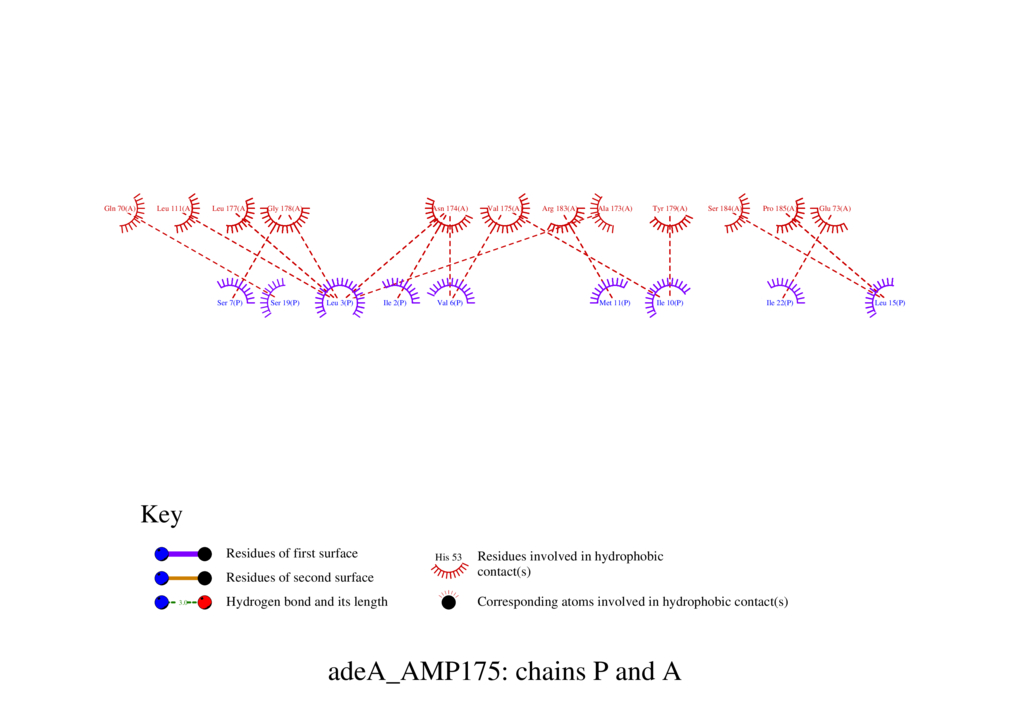 Gln 70(A) Leu 111(A) Leu 177(A) Gly 178(A) Asn 174(A) Val 175(A) Arg 183(A) Ala 173(A) Tyr 179(A) Ser 184(A) Pro 185(A) Glu 73(A)
Ser 7(P) Ser 19(P) Leu 3(P) Ile 2(P) Val 6(P) Met 11(P) Ile 10(P) Ile 22(P) Leu 15(P)
Key
Residues of first surface
Residues of second surface
3.0
Hydrogen bond and its length
His 53
Residues involved in hydrophobic
contact(s)
Corresponding atoms involved in hydrophobic contact(s)
adeA_AMP175: chains P and A